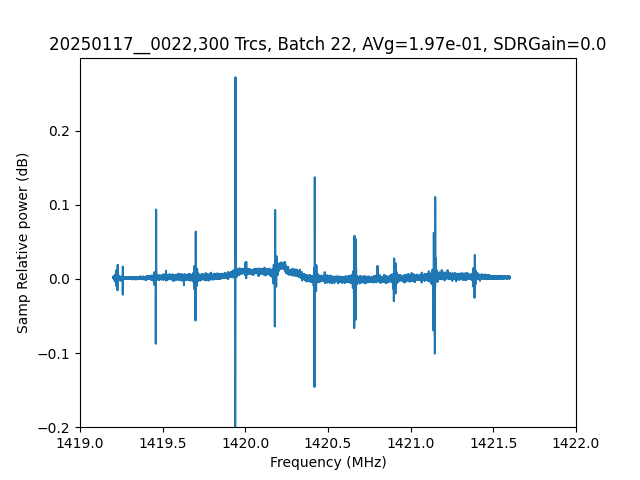 20250117__0022,300 Trcs, Batch 22, AVg=1.97e-01, SDRGain=0.0
Samp Relative power (dB)
0.2
0.1
0.0
−0.1
−0.2
1419.0 1419.5 1420.0 1420.5 1421.0 1421.5 1422.0
Frequency (MHz)